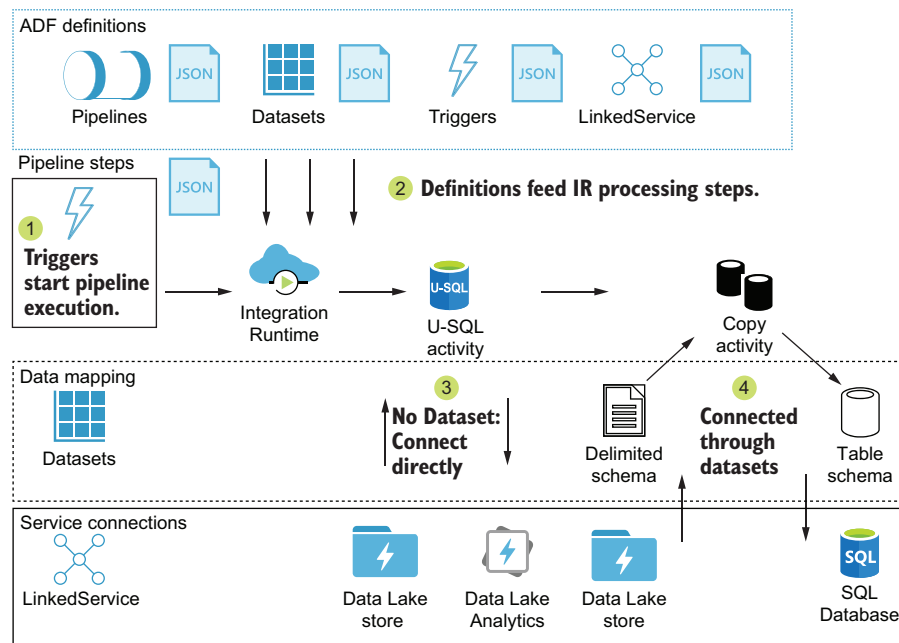 ADF definitions
JSON
JSON
JSON
JSON
Pipelines
Datasets
Triggers
LinkedService
Pipeline steps
JSON
2 Definitions feed IR processing steps.
1
Triggers
start pipeline
execution.
Integration
Runtime
U-SQL
U-SQL
activity
Copy
activity
Data mapping
Datasets
3
No Dataset:
Connect
directly
Delimited
schema
4
Connected
through
datasets
Table
schema
Service connections
LinkedService
Data Lake
store
Data Lake
Analytics
Data Lake
store
SQL
SQL
Database